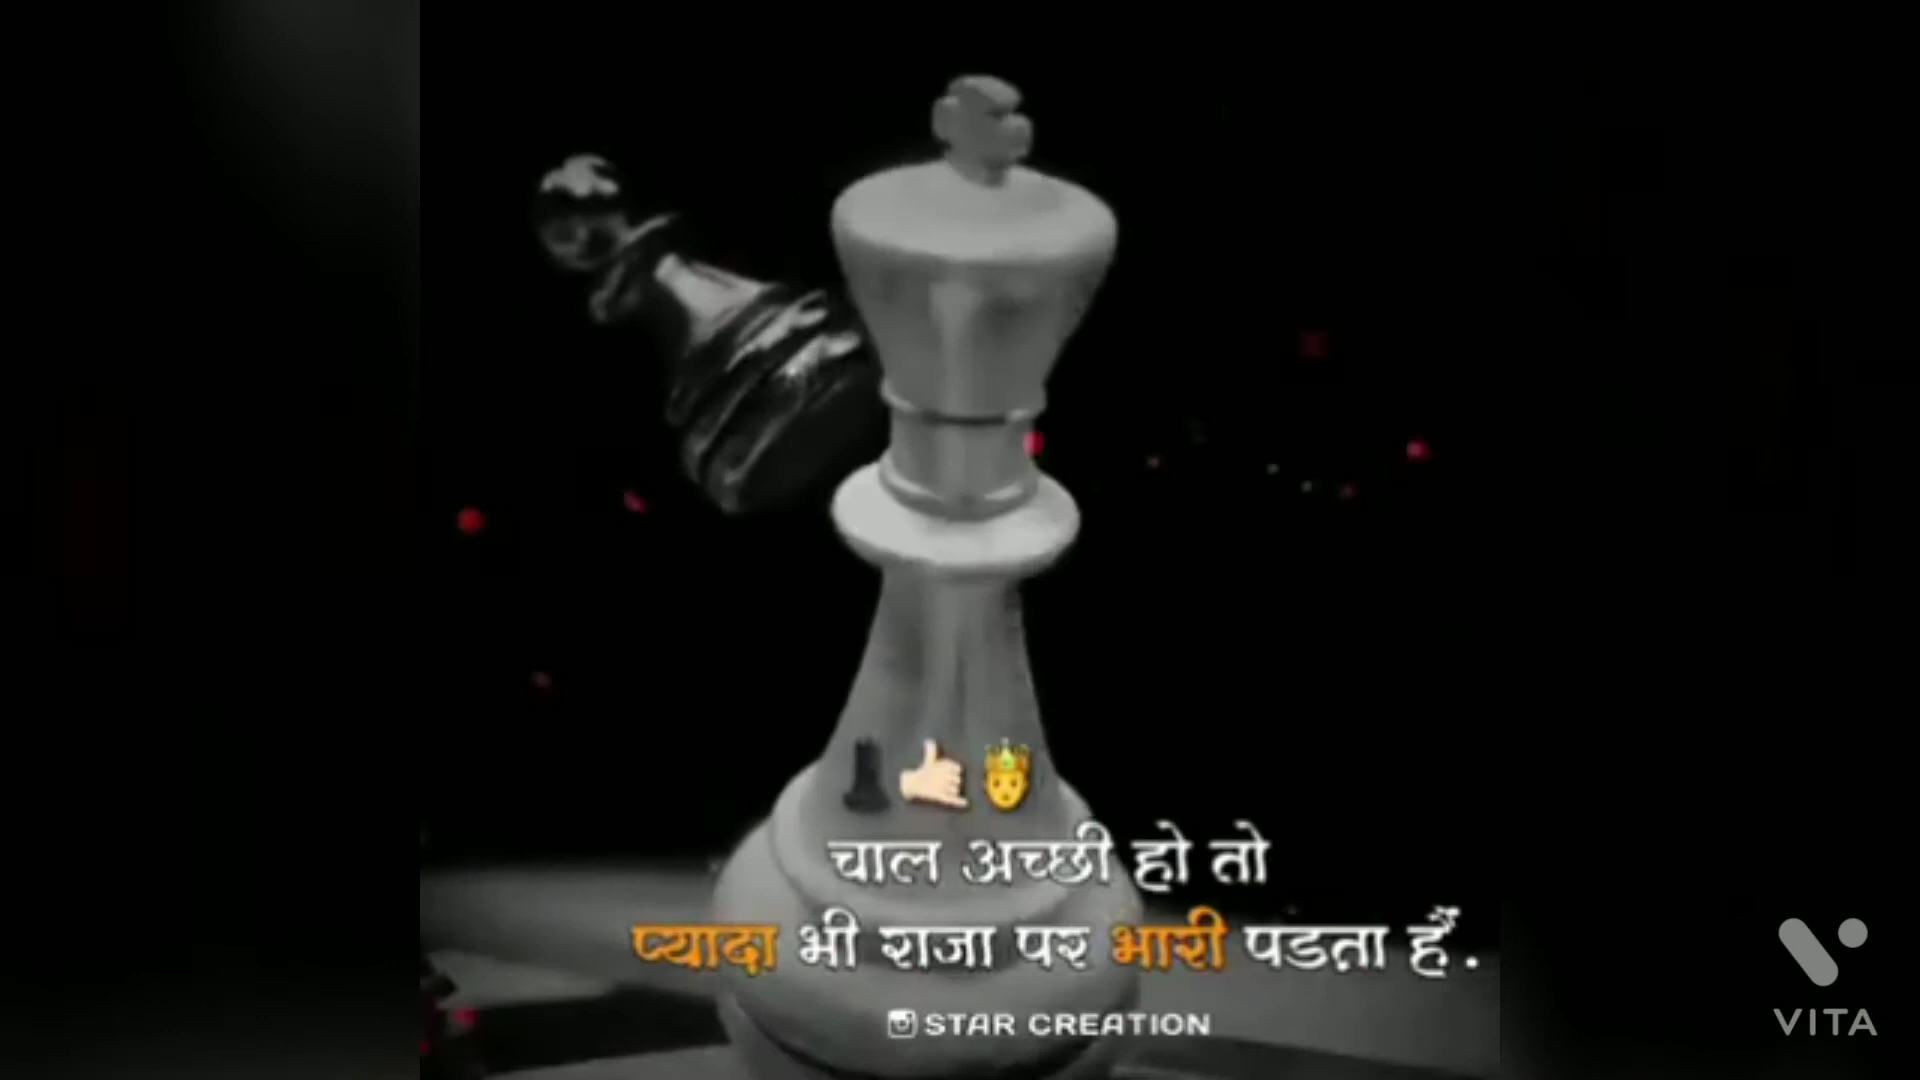 चाल अच्छी हो तो
प्यादा भी राजा पर भारी पडता हैं.
STAR CREATION
VITA